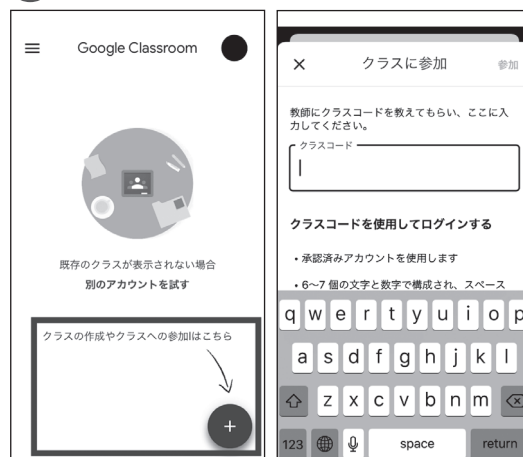 Google Classroom
既存のクラスが表示されない場合
別のアカウントを試す
クラスの作成やクラスへの参加はこちら
+
× クラスに参加 参加
教師にクラスコードを教えてもらい、ここに入
力してください。
クラスコード
クラスコードを使用してログインする
• 承認済みアカウントを使用します
• 6〜7 個の文字と数字で構成され、スペース
q w e r t y u i o p
a s d f g h j k l
z x c v b n m
123 space return